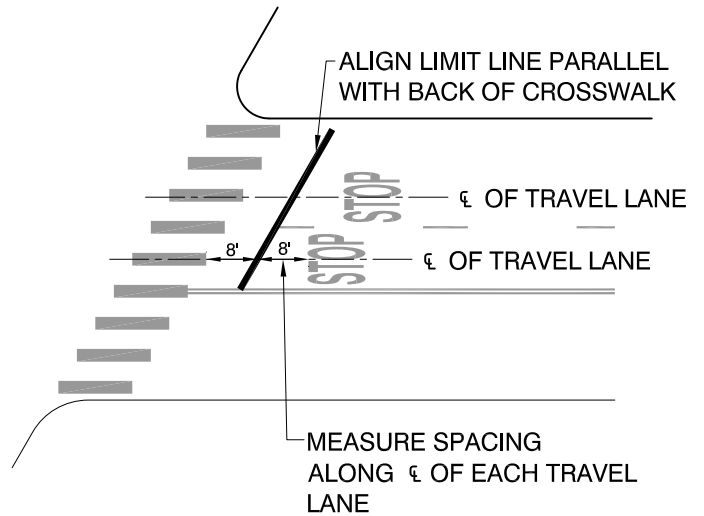 ALIGN LIMIT LINE PARALLEL
WITH BACK OF CROSSWALK
STOP
℄ OF TRAVEL LANE
STOP
8'
8'
℄ OF TRAVEL LANE
MEASURE SPACING
ALONG ℄ OF EACH TRAVEL
LANE